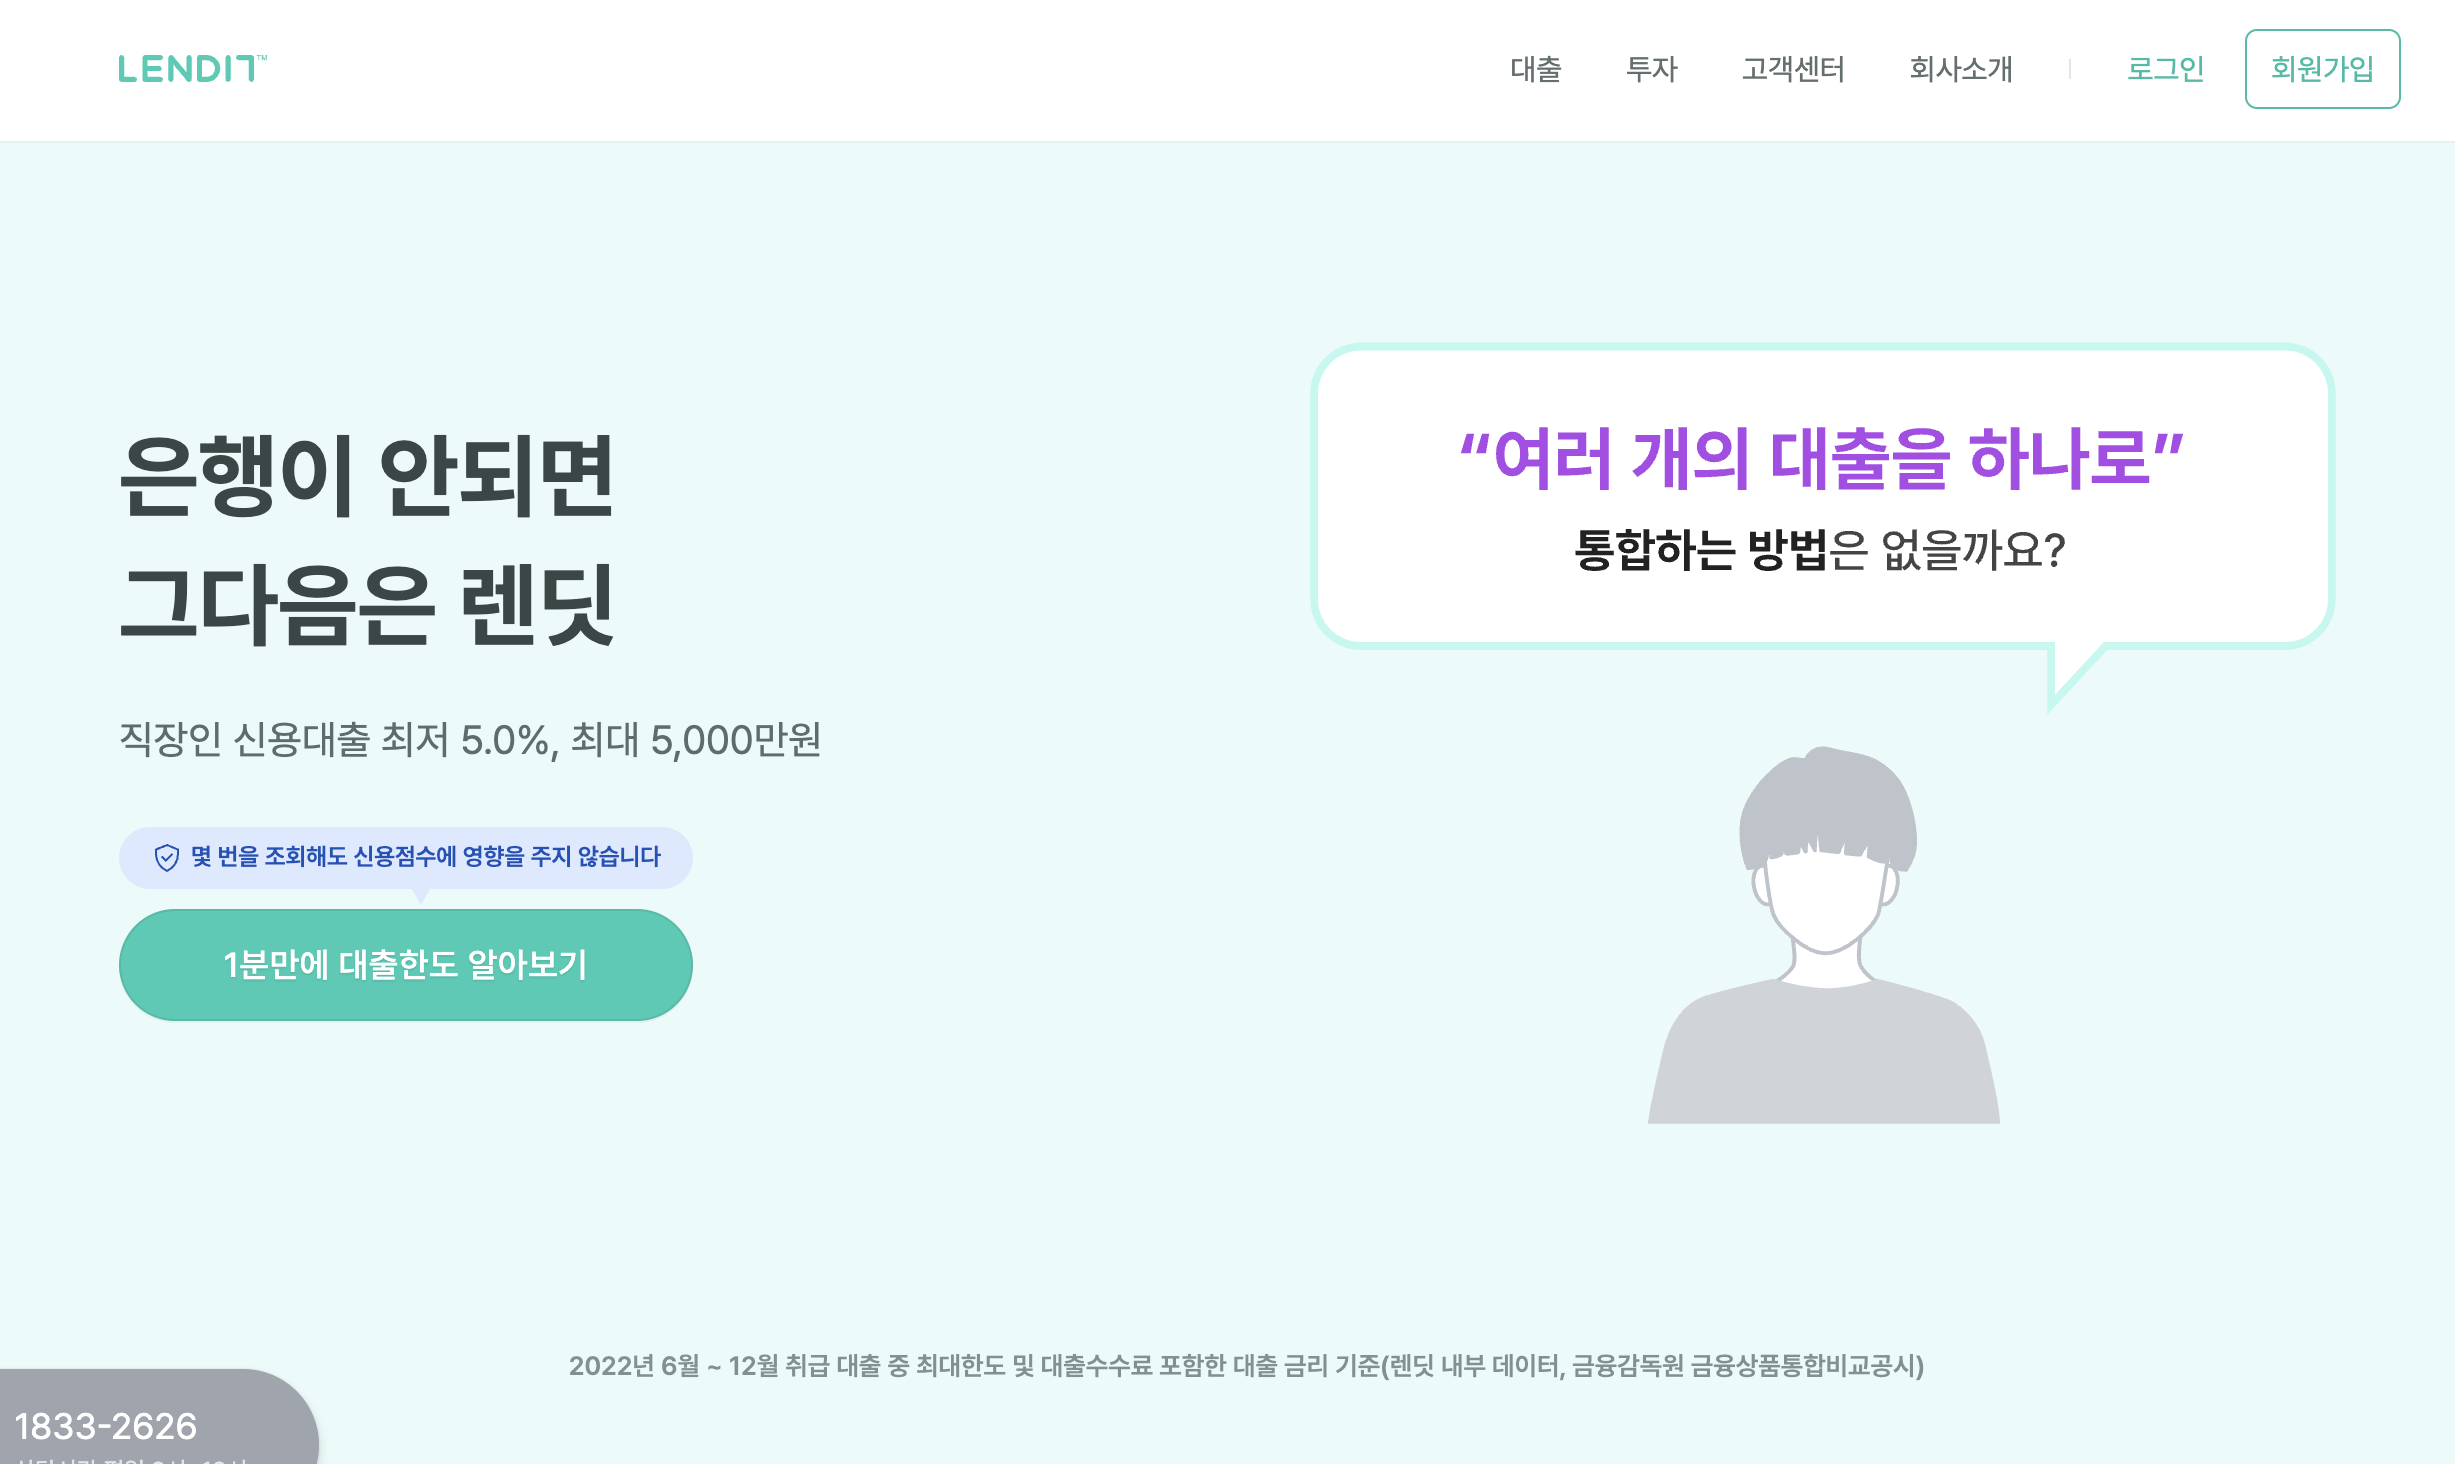 LENDIT™
대출 투자 고객센터 회사소개 로그인 회원가입
은행이 안되면
그다음은 렌딧
직장인 신용대출 최저 5.0%, 최대 5,000만원
몇 번을 조회해도 신용점수에 영향을 주지 않습니다
1분만에 대출한도 알아보기
“여러 개의 대출을 하나로”
통합하는 방법은 없을까요?
2022년 6월 ~ 12월 취급 대출 중 최대한도 및 대출수수료 포함한 대출 금리 기준(렌딧 내부 데이터, 금융감독원 금융상품통합비교공시)
1833-2626